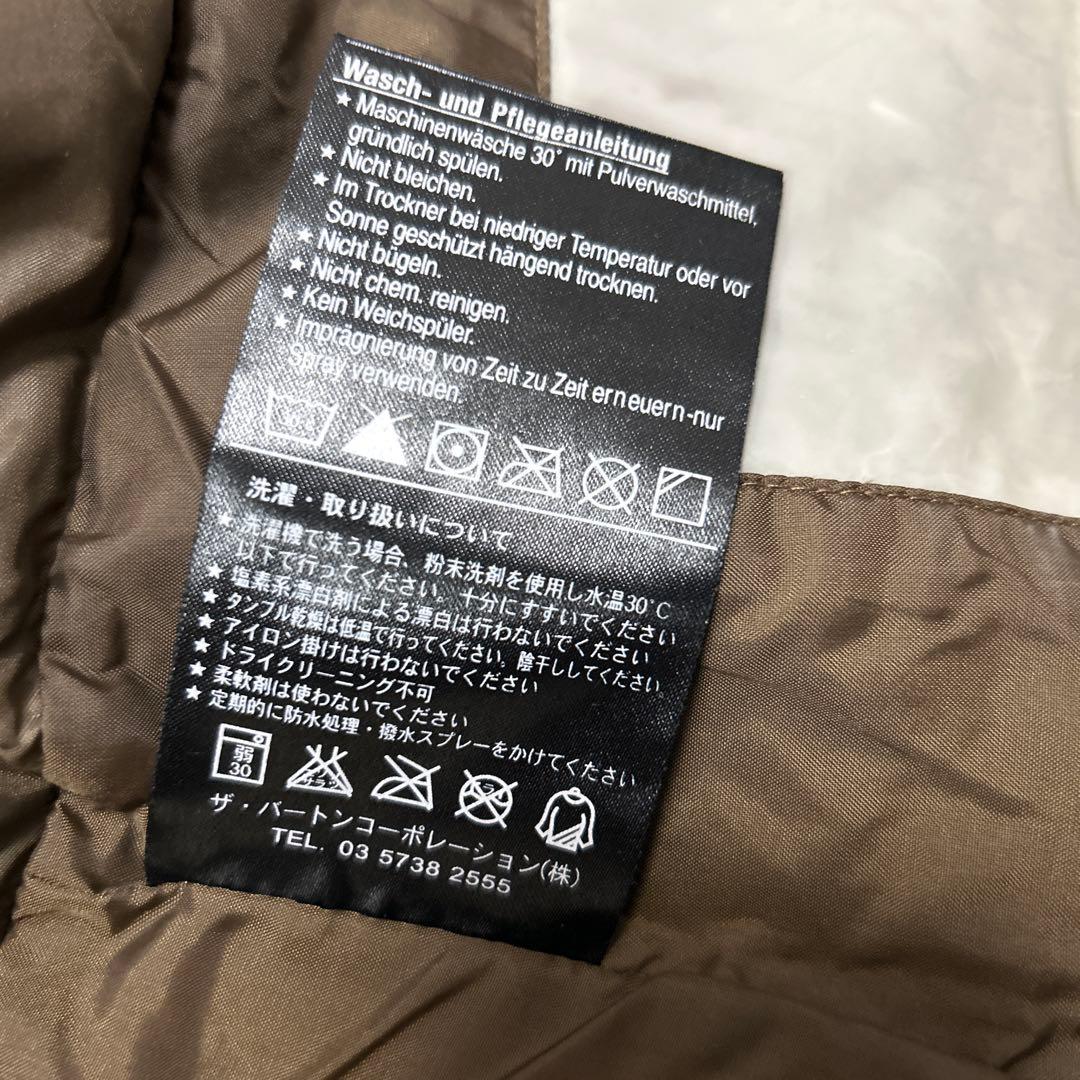 Wasch- und Pflegeanleitung
★ Maschinenwäsche 30° mit Pulverwaschmittel,
gründlich spülen.
★ Nicht bleichen.
★ Im Trockner bei niedriger Temperatur oder vor
Sonne geschützt hängend trocknen.
★ Nicht bügeln.
★ Nicht chem. reinigen.
★ Kein Weichspüler.
★ Imprägnierung von Zeit zu Zeit erneuern-nur
Spray verwenden.
洗濯・取り扱いについて
★ 洗濯機で洗う場合、粉末洗剤を使用し水温30°C
以下で行ってください。十分にすすいでください
★ 塩素系漂白剤による漂白は行わないでください
★ タンブル乾燥は低温で行ってください。陰干ししてください。
★ アイロン掛けは行わないでください
★ ドライクリーニング不可
★ 柔軟剤は使わないでください
★ 定期的に防水処理・撥水スプレーをかけてください
弱
30
ザ・バートンコーポレーション(株)
TEL. 03 5738 2555